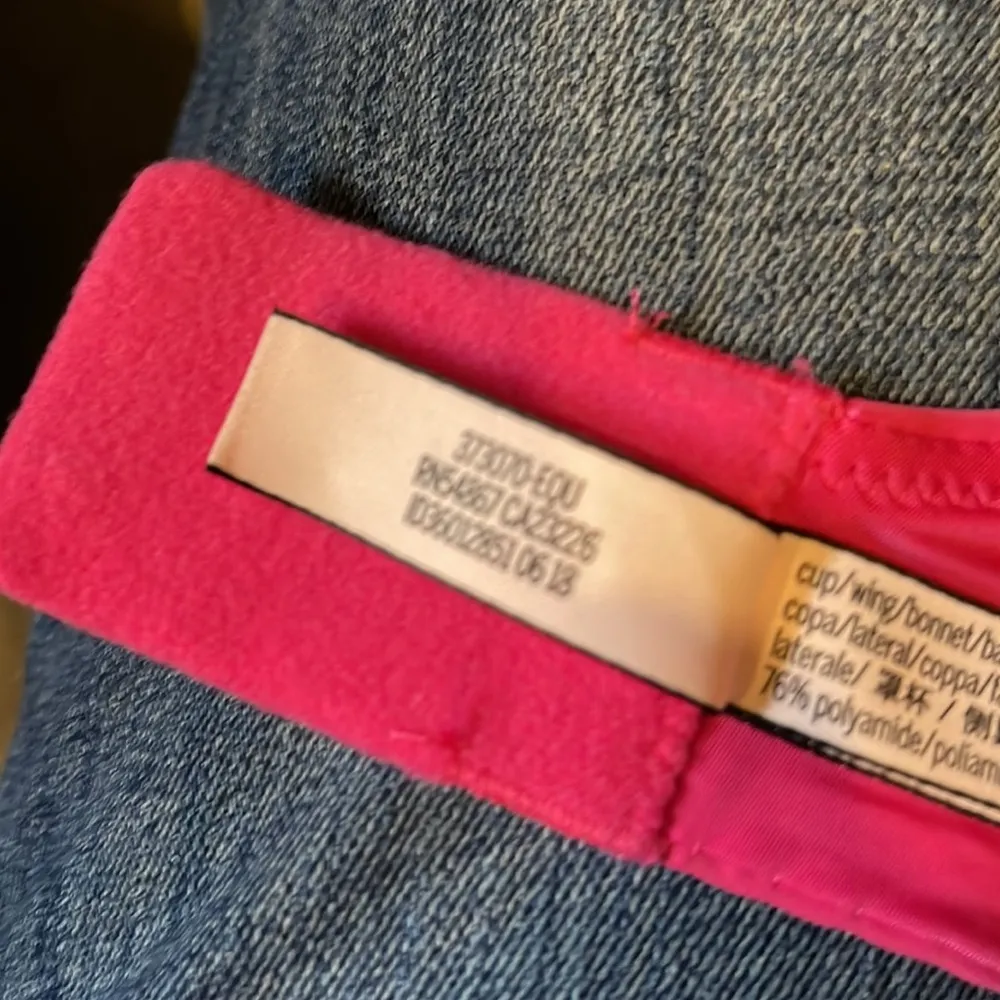 373070-EQU
RN54867 CA23226
ID36012851 06 18
cup/wing/bonnet/ba
copa/lateral/coppa/
laterale/ 罩杯 / 侧
76% polyamide/poliam